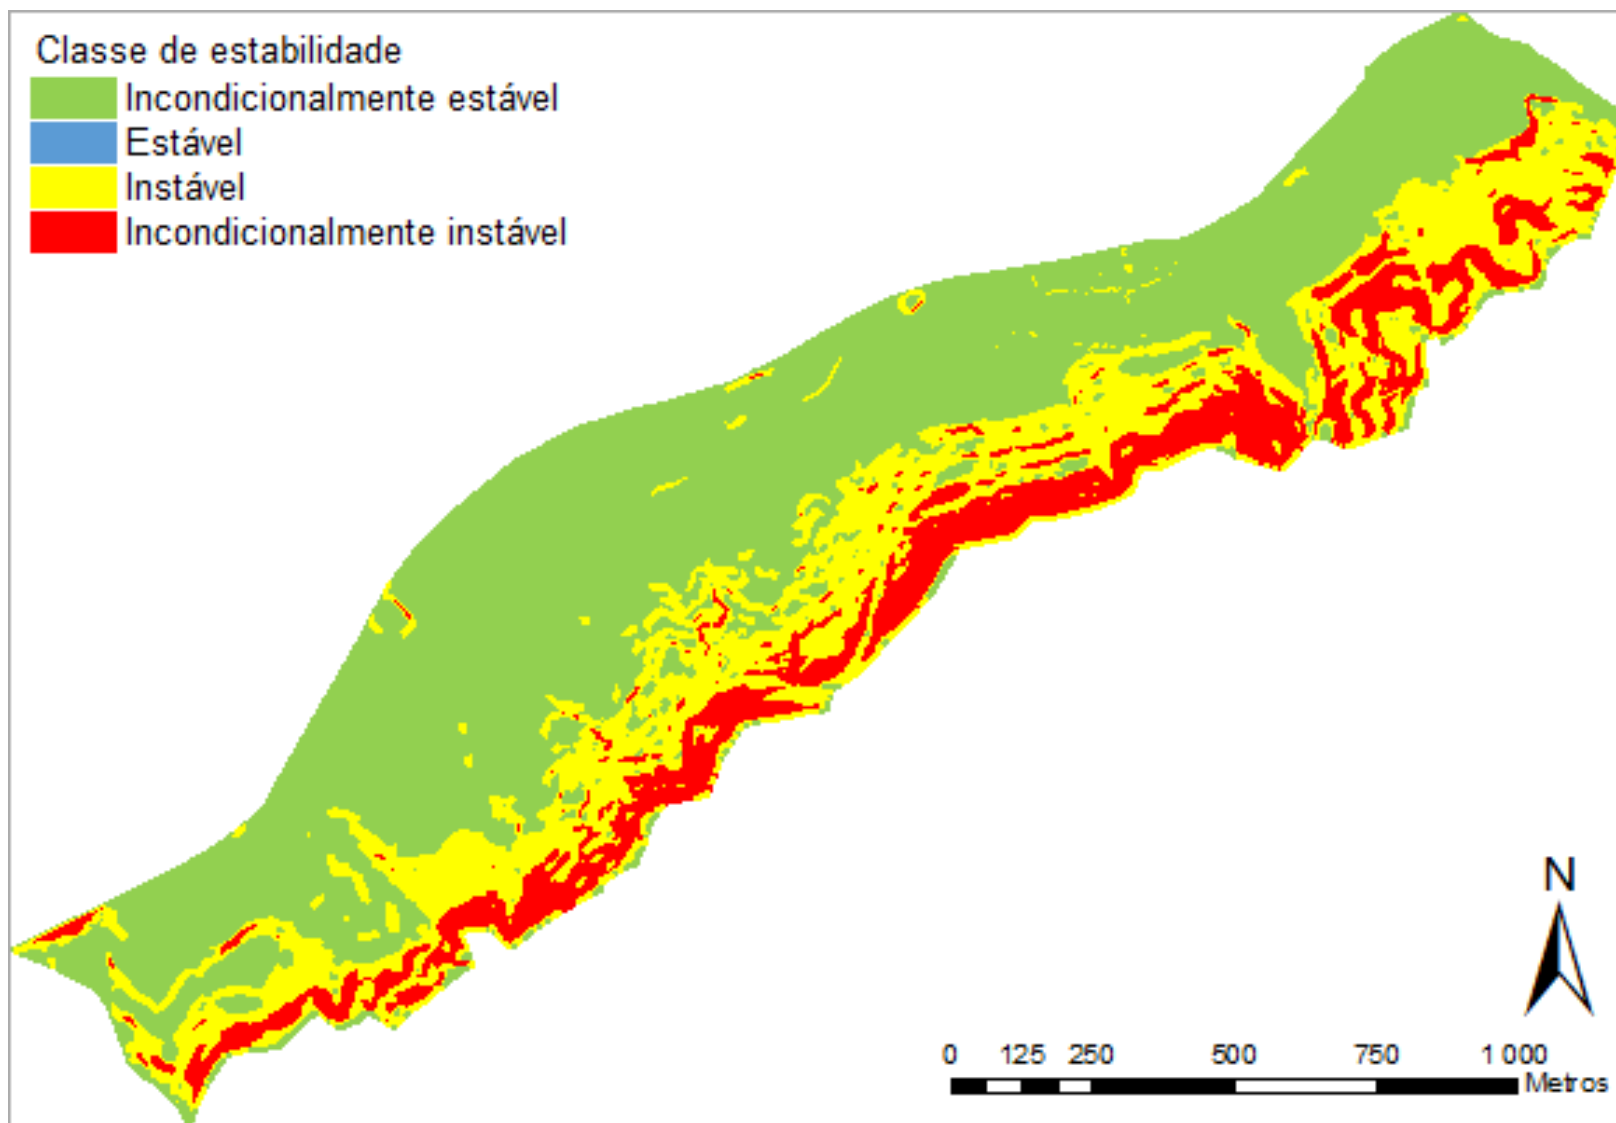 Classe de estabilidade
Incondicionalmente estável
Estável
Instável
Incondicionalmente instável
N
0 125 250 500 750 1 000
Metros